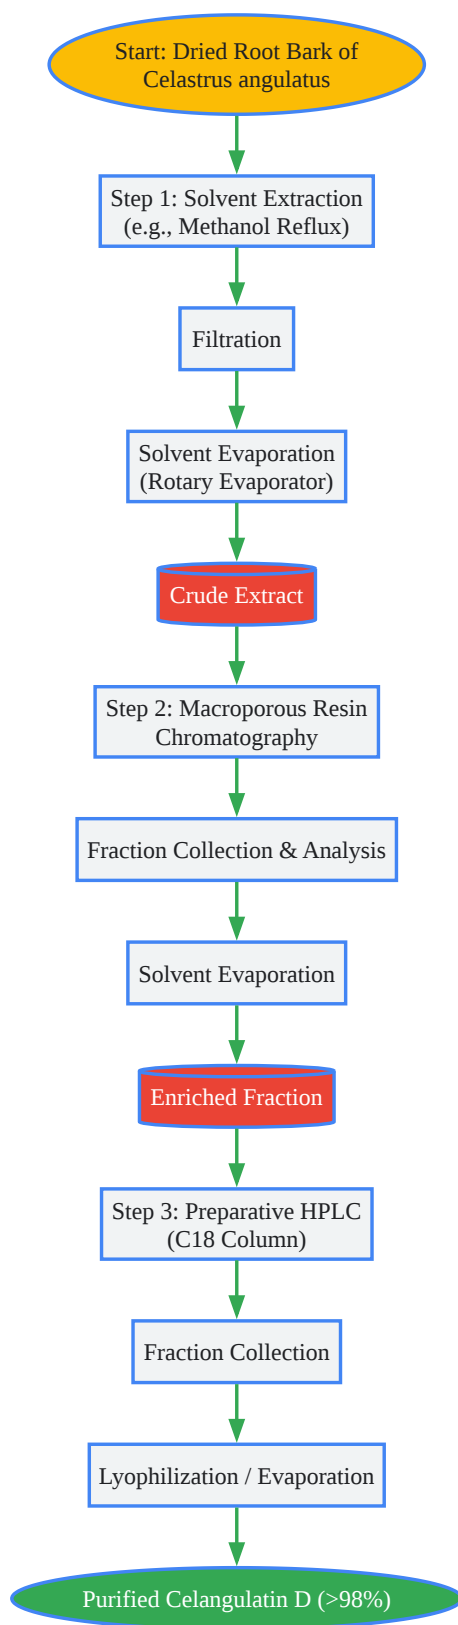 Start: Dried Root Bark of
Celastrus angulatus
Step 1: Solvent Extraction
(e.g., Methanol Reflux)
Filtration
Solvent Evaporation
(Rotary Evaporator)
Crude Extract
Step 2: Macroporous Resin
Chromatography
Fraction Collection & Analysis
Solvent Evaporation
Enriched Fraction
Step 3: Preparative HPLC
(C18 Column)
Fraction Collection
Lyophilization / Evaporation
Purified Celangulatin D (>98%)